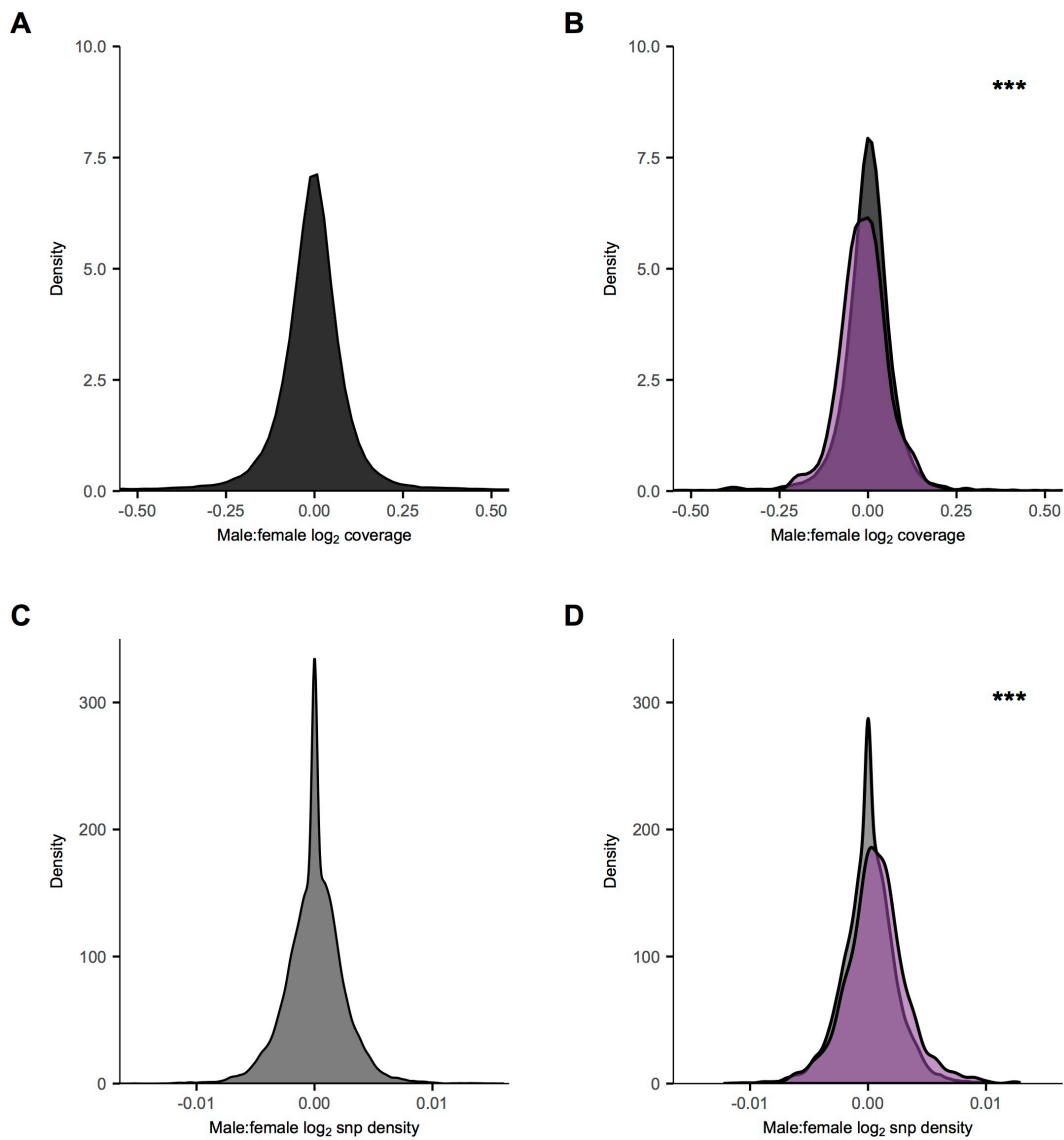 A
10.0
7.5
5.0
2.5
0.0
Density
-0.50 -0.25 0.00 0.25 0.50
Male:female log₂ coverage
B
10.0
7.5
5.0
2.5
0.0
Density
***
-0.50 -0.25 0.00 0.25 0.50
Male:female log₂ coverage
C
300
200
100
0
Density
-0.01 0.00 0.01
Male:female log₂ snp density
D
300
200
100
0
Density
***
-0.01 0.00 0.01
Male:female log₂ snp density